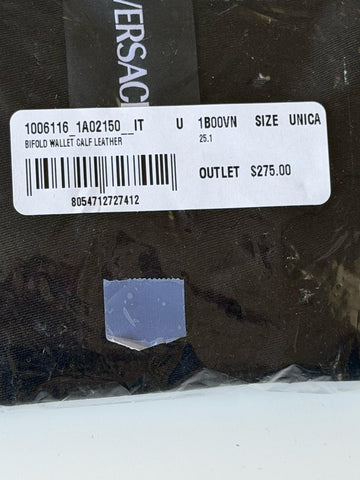 VERSAC
1006116_1A02150__IT U 1B00VN SIZE UNICA
BIFOLD WALLET CALF LEATHER 25.1
OUTLET $275.00
8054712727412